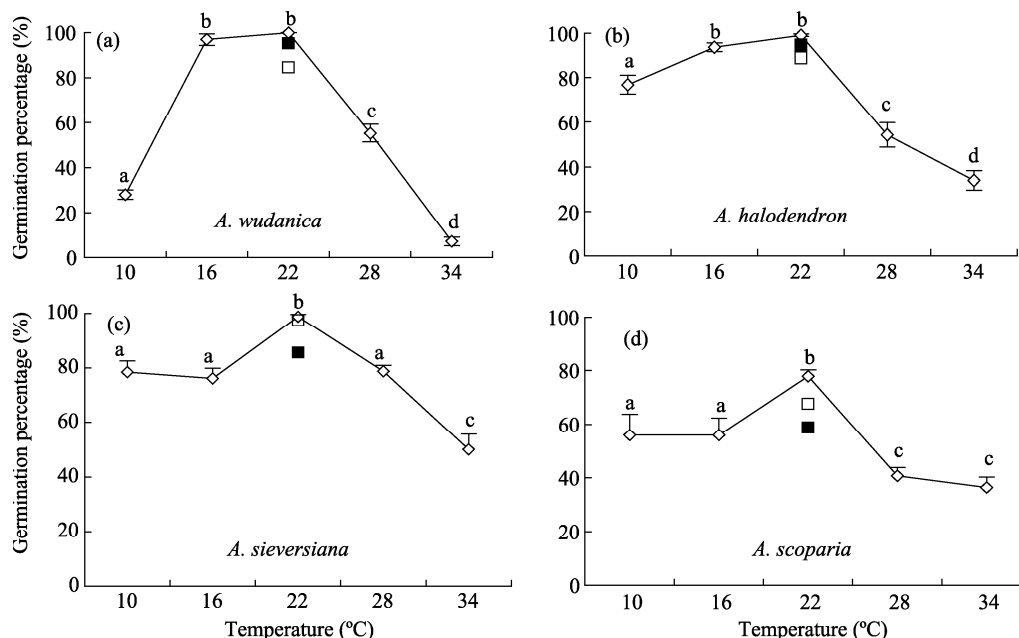 Germination percentage (%)
100
80
60
40
20
0
(a)
a
b
b
c
d
A. wudanica
10
16
22
28
34
100
80
60
40
20
0
(b)
a
b
b
c
d
A. halodendron
10
16
22
28
34
Germination percentage (%)
100
80
60
40
20
0
(c)
a
a
b
a
c
A. sieversiana
10
16
22
28
34
Temperature (ºC)
100
80
60
40
20
0
(d)
a
a
b
c
c
A. scoparia
10
16
22
28
34
Temperature (ºC)